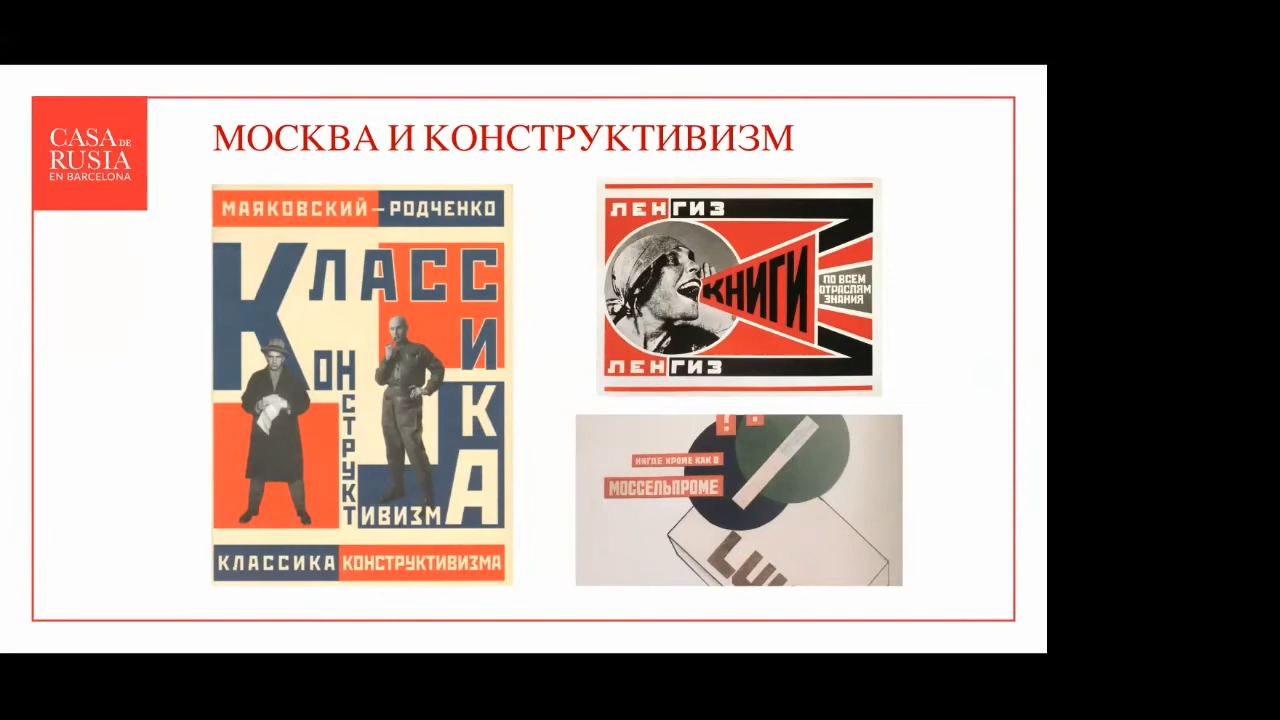 CASA DE
RUSIA
EN BARCELONA
МОСКВА И КОНСТРУКТИВИЗМ
МАЯКОВСКИЙ – РОДЧЕНКО
КЛАССИКА
КОНСТРУКТИВИЗМ
КЛАССИКА КОНСТРУКТИВИЗМА
ЛЕНГИЗ
КНИГИ
ПО ВСЕМ
ОТРАСЛЯМ
ЗНАНИЯ
ЛЕНГИЗ
НИГДЕ КРОМЕ КАК В
МОССЕЛЬПРОМЕ